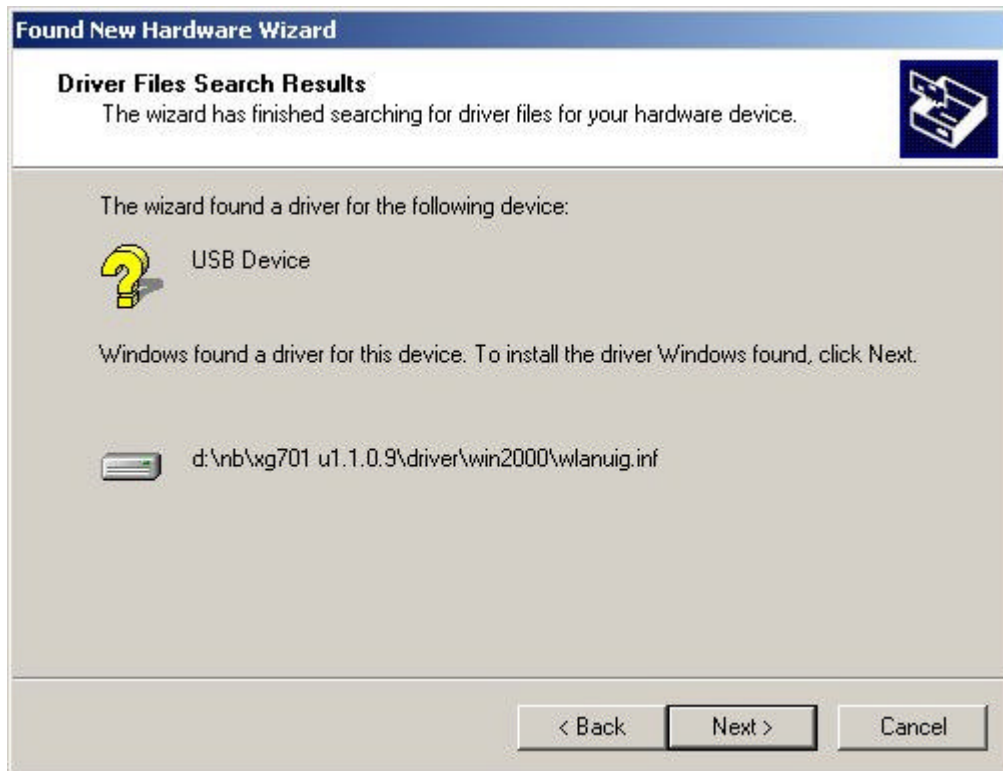 Found New Hardware Wizard
Driver Files Search Results
The wizard has finished searching for driver files for your hardware device.
The wizard found a driver for the following device:
USB Device
Windows found a driver for this device. To install the driver Windows found, click Next.
d:\nb\xg701 u1.1.0.9\driver\win2000\wlanuig.inf
< Back Next > Cancel